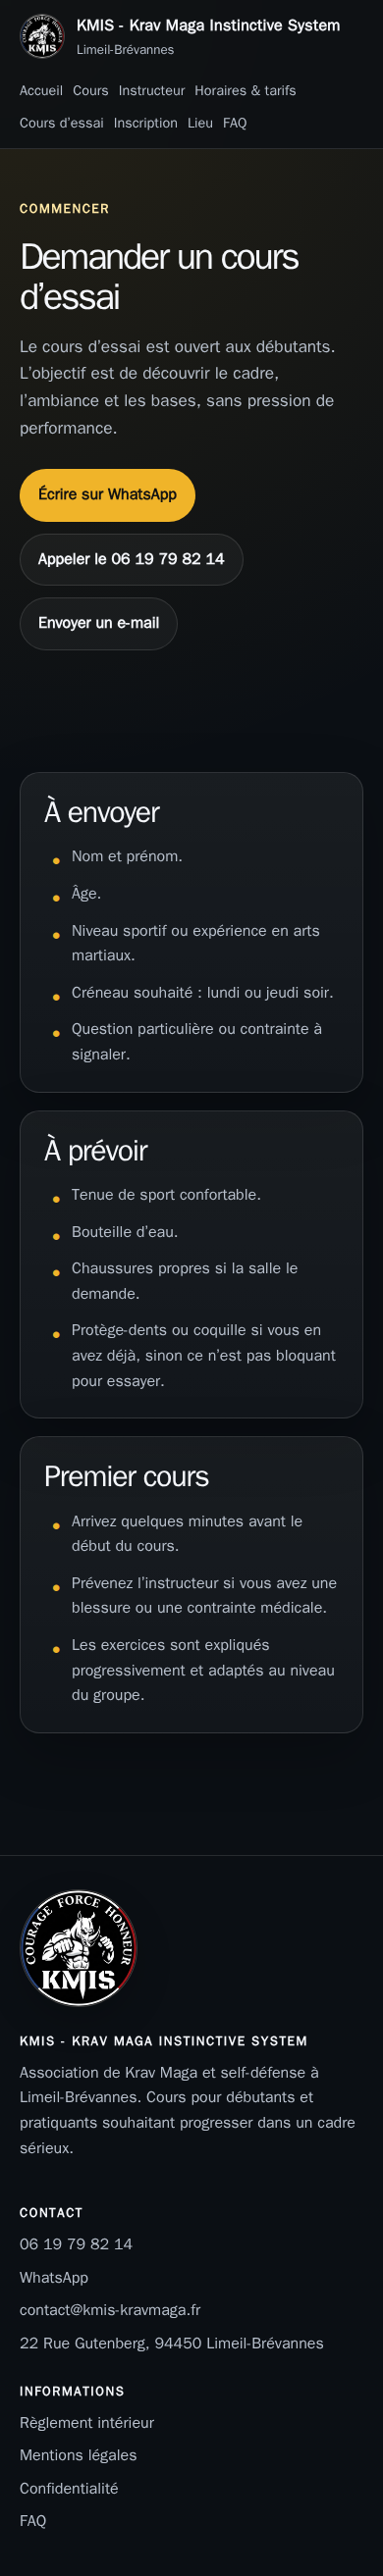 KMIS
KMIS - Krav Maga Instinctive System
Limeil-Brévannes
Accueil Cours Instructeur Horaires & tarifs
Cours d'essai Inscription Lieu FAQ
COMMENCER
Demander un cours
d’essai
Le cours d'essai est ouvert aux débutants.
L'objectif est de découvrir le cadre,
l'ambiance et les bases, sans pression de
performance.
Écrire sur WhatsApp
Appeler le 06 19 79 82 14
Envoyer un e-mail
À envoyer
Nom et prénom.
Âge.
Niveau sportif ou expérience en arts
martiaux.
Créneau souhaité : lundi ou jeudi soir.
Question particulière ou contrainte à
signaler.
À prévoir
Tenue de sport confortable.
Bouteille d'eau.
Chaussures propres si la salle le
demande.
Protège-dents ou coquille si vous en
avez déjà, sinon ce n'est pas bloquant
pour essayer.
Premier cours
Arrivez quelques minutes avant le
début du cours.
Prévenez l'instructeur si vous avez une
blessure ou une contrainte médicale.
Les exercices sont expliqués
progressivement et adaptés au niveau
du groupe.
COURAGE FORCE HONNEUR
KMIS
KMIS - KRAV MAGA INSTINCTIVE SYSTEM
Association de Krav Maga et self-défense à
Limeil-Brévannes. Cours pour débutants et
pratiquants souhaitant progresser dans un cadre
sérieux.
CONTACT
06 19 79 82 14
WhatsApp
contact@kmis-kravmaga.fr
22 Rue Gutenberg, 94450 Limeil-Brévannes
INFORMATIONS
Règlement intérieur
Mentions légales
Confidentialité
FAQ